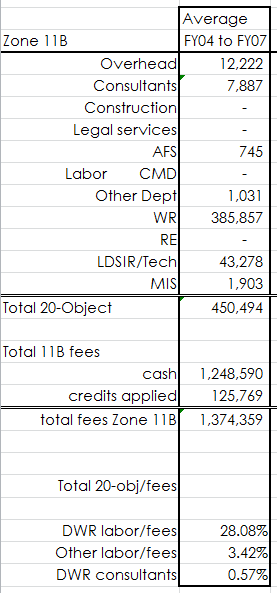 Average
Zone 11B FY04 to FY07
Overhead 12,222
Consultants 7,887
Construction -
Legal services -
AFS 745
Labor CMD -
Other Dept 1,031
WR 385,857
RE -
LDSIR/Tech 43,278
MIS 1,903
Total 20-Object 450,494
Total 11B fees
cash 1,248,590
credits applied 125,769
total fees Zone 11B 1,374,359
Total 20-obj/fees
DWR labor/fees 28.08%
Other labor/fees 3.42%
DWR consultants 0.57%